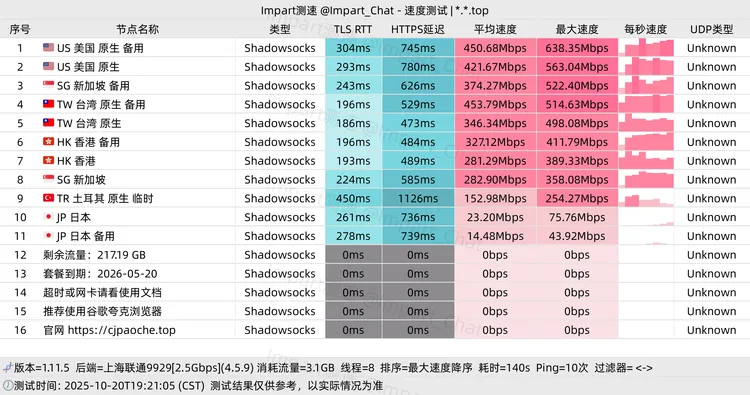 Impart测速 @Impart_Chat - 速度测试|*.*.top
序号 节点名称 类型 TLS RTT HTTPS延迟 平均速度 最大速度 每秒速度 UDP类型
1 US 美国 原生 备用 Shadowsocks 304ms 745ms 450.68Mbps 638.35Mbps Unknown
2 US 美国 原生 Shadowsocks 293ms 780ms 421.67Mbps 563.04Mbps Unknown
3 SG 新加坡 原生 备用 Shadowsocks 243ms 626ms 374.27Mbps 522.40Mbps Unknown
4 TW 台湾 原生 备用 Shadowsocks 196ms 529ms 453.79Mbps 514.63Mbps Unknown
5 TW 台湾 原生 Shadowsocks 186ms 473ms 346.34Mbps 498.08Mbps Unknown
6 HK 香港 备用 Shadowsocks 196ms 484ms 327.12Mbps 411.79Mbps Unknown
7 HK 香港 Shadowsocks 193ms 489ms 281.29Mbps 389.33Mbps Unknown
8 SG 新加坡 Shadowsocks 224ms 585ms 282.90Mbps 358.08Mbps Unknown
9 TR 土耳其 原生 临时 Shadowsocks 450ms 1126ms 152.98Mbps 254.27Mbps Unknown
10 JP 日本 Shadowsocks 261ms 736ms 23.20Mbps 75.76Mbps Unknown
11 JP 日本 备用 Shadowsocks 278ms 739ms 14.48Mbps 43.92Mbps Unknown
12 剩余流量：217.19 GB Shadowsocks 0ms 0ms 0bps 0bps Unknown
13 套餐到期：2026-05-20 Shadowsocks 0ms 0ms 0bps 0bps Unknown
14 超时或网卡请看使用文档 Shadowsocks 0ms 0ms 0bps 0bps Unknown
15 推荐使用谷歌夸克浏览器 Shadowsocks 0ms 0ms 0bps 0bps Unknown
16 官网 https://cjpaoche.top Shadowsocks 0ms 0ms 0bps 0bps Unknown
版本=1.11.5 后端=上海联通9929[2.5Gbps](4.5.9) 消耗流量=3.1GB 线程=8 排序=最大速度降序 耗时=140s Ping=10次 过滤器= <->
测试时间: 2025-10-20T19:21:05 (CST) 测试结果仅供参考，以实际情况为准